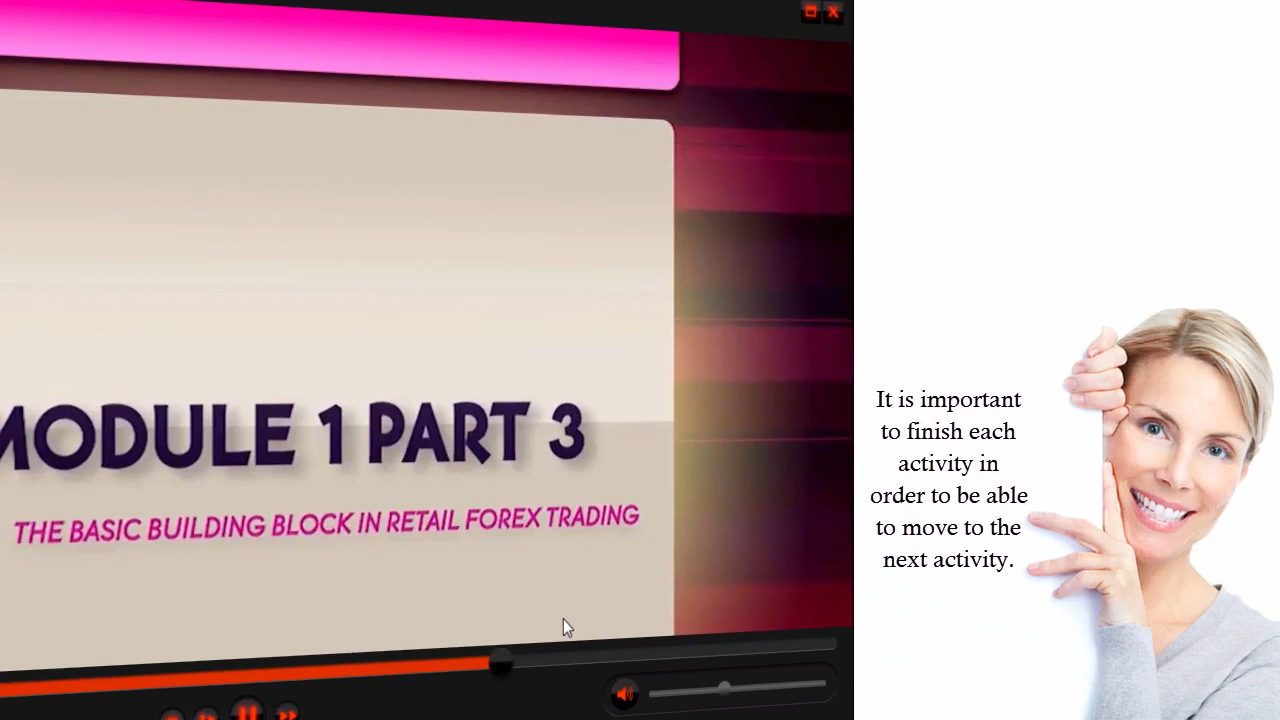 MODULE 1 PART 3
THE BASIC BUILDING BLOCK IN RETAIL FOREX TRADING
It is important
to finish each
activity in
order to be able
to move to the
next activity.